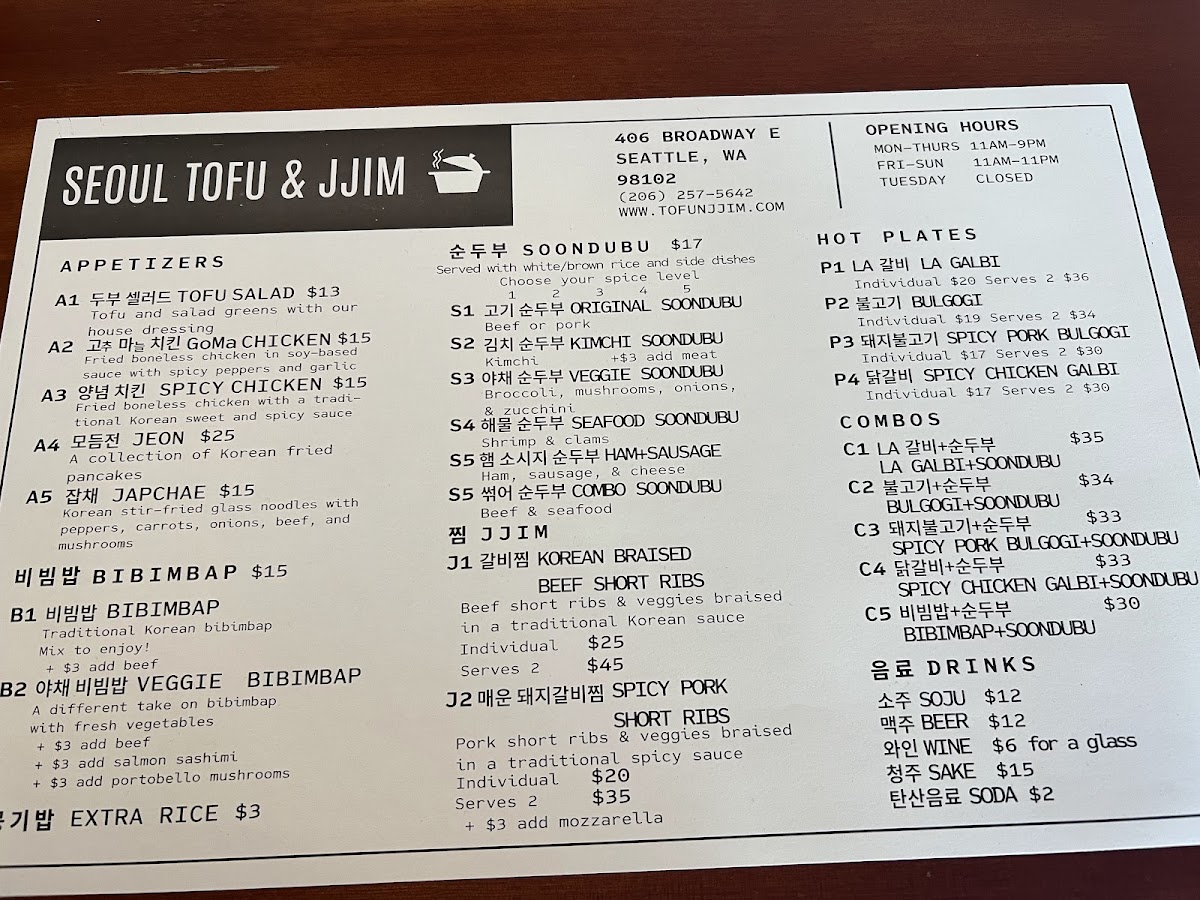 SEOUL TOFU & JJIM
406 BROADWAY E
SEATTLE, WA
98102
(206) 257-5642
WWW.TOFUNJJIM.COM
OPENING HOURS
MON-THURS 11AM-9PM
FRI-SUN 11AM-11PM
TUESDAY CLOSED
APPETIZERS
A1 두부 셀러드 TOFU SALAD $13
Tofu and salad greens with our
house dressing
A2 고추 마늘 치킨 GoMa CHICKEN $15
Fried boneless chicken in soy-based
sauce with spicy peppers and garlic
A3 양념 치킨 SPICY CHICKEN $15
Fried boneless chicken with a tradi-
tional Korean sweet and spicy sauce
A4 모듬전 JEON $25
A collection of Korean fried
pancakes
A5 잡채 JAPCHAE $15
Korean stir-fried glass noodles with
peppers, carrots, onions, beef, and
mushrooms
비빔밥 BIBIMBAP $15
B1 비빔밥 BIBIMBAP
Traditional Korean bibimbap
Mix to enjoy!
+ $3 add beef
B2 야채 비빔밥 VEGGIE BIBIMBAP
A different take on bibimbap
with fresh vegetables
+ $3 add beef
+ $3 add salmon sashimi
+ $3 add portobello mushrooms
공기밥 EXTRA RICE $3
순두부 SOONDUBU $17
Served with white/brown rice and side dishes
Choose your spice level
1 2 3 4 5
S1 고기 순두부 ORIGINAL SOONDUBU
Beef or pork
S2 김치 순두부 KIMCHI SOONDUBU
Kimchi +$3 add meat
S3 야채 순두부 VEGGIE SOONDUBU
Broccoli, mushrooms, onions,
& zucchini
S4 해물 순두부 SEAFOOD SOONDUBU
Shrimp & clams
S5 햄 소시지 순두부 HAM+SAUSAGE
Ham, sausage, & cheese
S5 썪어 순두부 COMBO SOONDUBU
Beef & seafood
찜 JJIM
J1 갈비찜 KOREAN BRAISED
BEEF SHORT RIBS
Beef short ribs & veggies braised
in a traditional Korean sauce
Individual $25
Serves 2 $45
J2 매운 돼지갈비찜 SPICY PORK
SHORT RIBS
Pork short ribs & veggies braised
in a traditional spicy sauce
Individual $20
Serves 2 $35
+ $3 add mozzarella
HOT PLATES
P1 LA 갈비 LA GALBI
Individual $20 Serves 2 $36
P2 불고기 BULGOGI
Individual $19 Serves 2 $34
P3 돼지불고기 SPICY PORK BULGOGI
Individual $17 Serves 2 $30
P4 닭갈비 SPICY CHICKEN GALBI
Individual $17 Serves 2 $30
COMBOS
C1 LA 갈비+순두부 $35
LA GALBI+SOONDUBU
C2 불고기+순두부 $34
BULGOGI+SOONDUBU
C3 돼지불고기+순두부 $33
SPICY PORK BULGOGI+SOONDUBU
C4 닭갈비+순두부 $33
SPICY CHICKEN GALBI+SOONDUBU
C5 비빔밥+순두부 $30
BIBIMBAP+SOONDUBU
음료 DRINKS
소주 SOJU $12
맥주 BEER $12
와인 WINE $6 for a glass
청주 SAKE $15
탄산음료 SODA $2